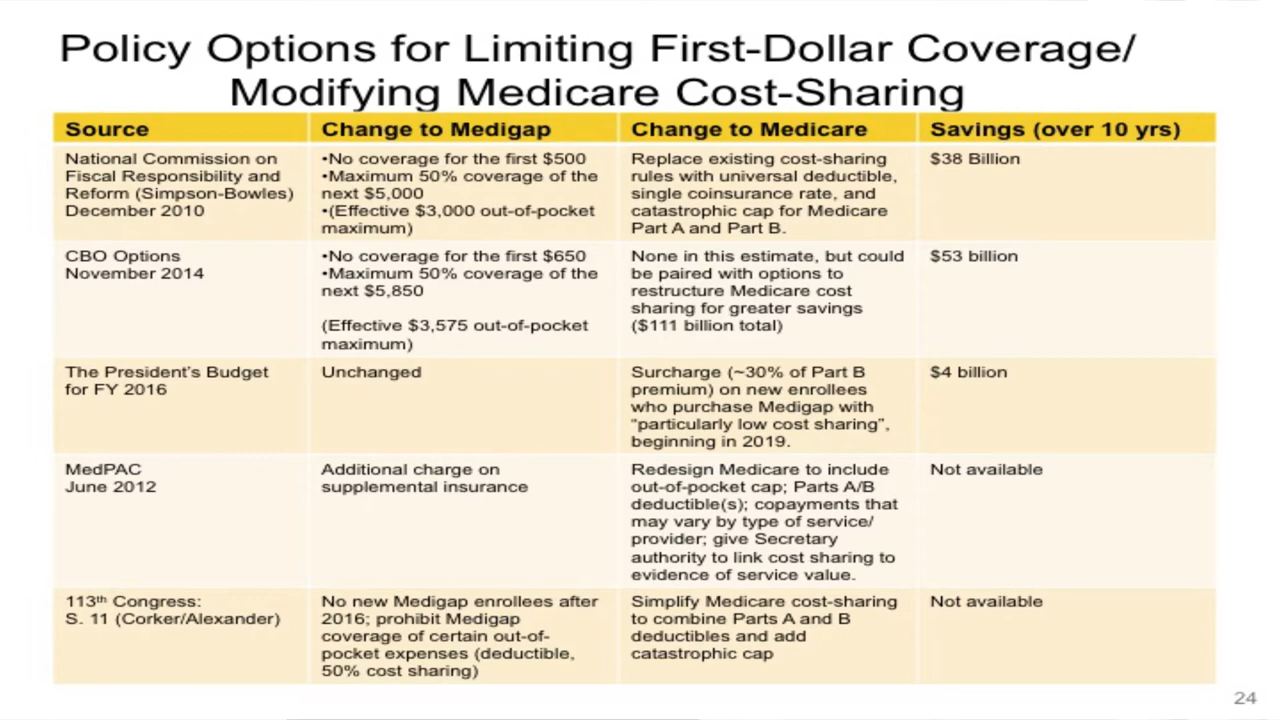 Policy Options for Limiting First-Dollar Coverage/
Modifying Medicare Cost-Sharing
Source
Change to Medigap
Change to Medicare
Savings (over 10 yrs)
National Commission on
Fiscal Responsibility and
Reform (Simpson-Bowles)
December 2010
•No coverage for the first $500
•Maximum 50% coverage of the
next $5,000
•(Effective $3,000 out-of-pocket
maximum)
Replace existing cost-sharing
rules with universal deductible,
single coinsurance rate, and
catastrophic cap for Medicare
Part A and Part B.
$38 Billion
CBO Options
November 2014
•No coverage for the first $650
•Maximum 50% coverage of the
next $5,850
(Effective $3,575 out-of-pocket
maximum)
None in this estimate, but could
be paired with options to
restructure Medicare cost
sharing for greater savings
($111 billion total)
$53 billion
The President's Budget
for FY 2016
Unchanged
Surcharge (~30% of Part B
premium) on new enrollees
who purchase Medigap with
“particularly low cost sharing”,
beginning in 2019.
$4 billion
MedPAC
June 2012
Additional charge on
supplemental insurance
Redesign Medicare to include
out-of-pocket cap; Parts A/B
deductible(s); copayments that
may vary by type of service/
provider; give Secretary
authority to link cost sharing to
evidence of service value.
Not available
113th Congress:
S. 11 (Corker/Alexander)
No new Medigap enrollees after
2016; prohibit Medigap
coverage of certain out-of-
pocket expenses (deductible,
50% cost sharing)
Simplify Medicare cost-sharing
to combine Parts A and B
deductibles and add
catastrophic cap
Not available
24